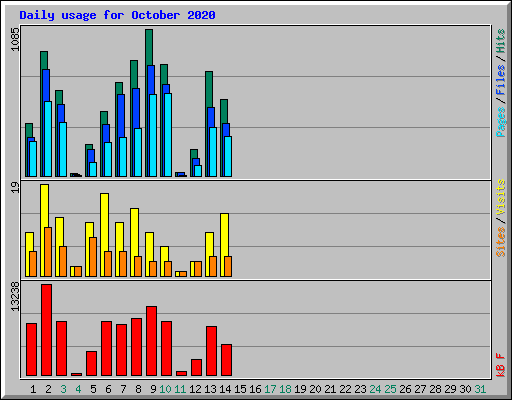 Daily usage for October 2020
1085
19
13238
Pages/Files/Hits
Sites/Visits
kB F
1 2 3 4 5 6 7 8 9 10 11 12 13 14 15 16 17 18 19 20 21 22 23 24 25 26 27 28 29 30 31